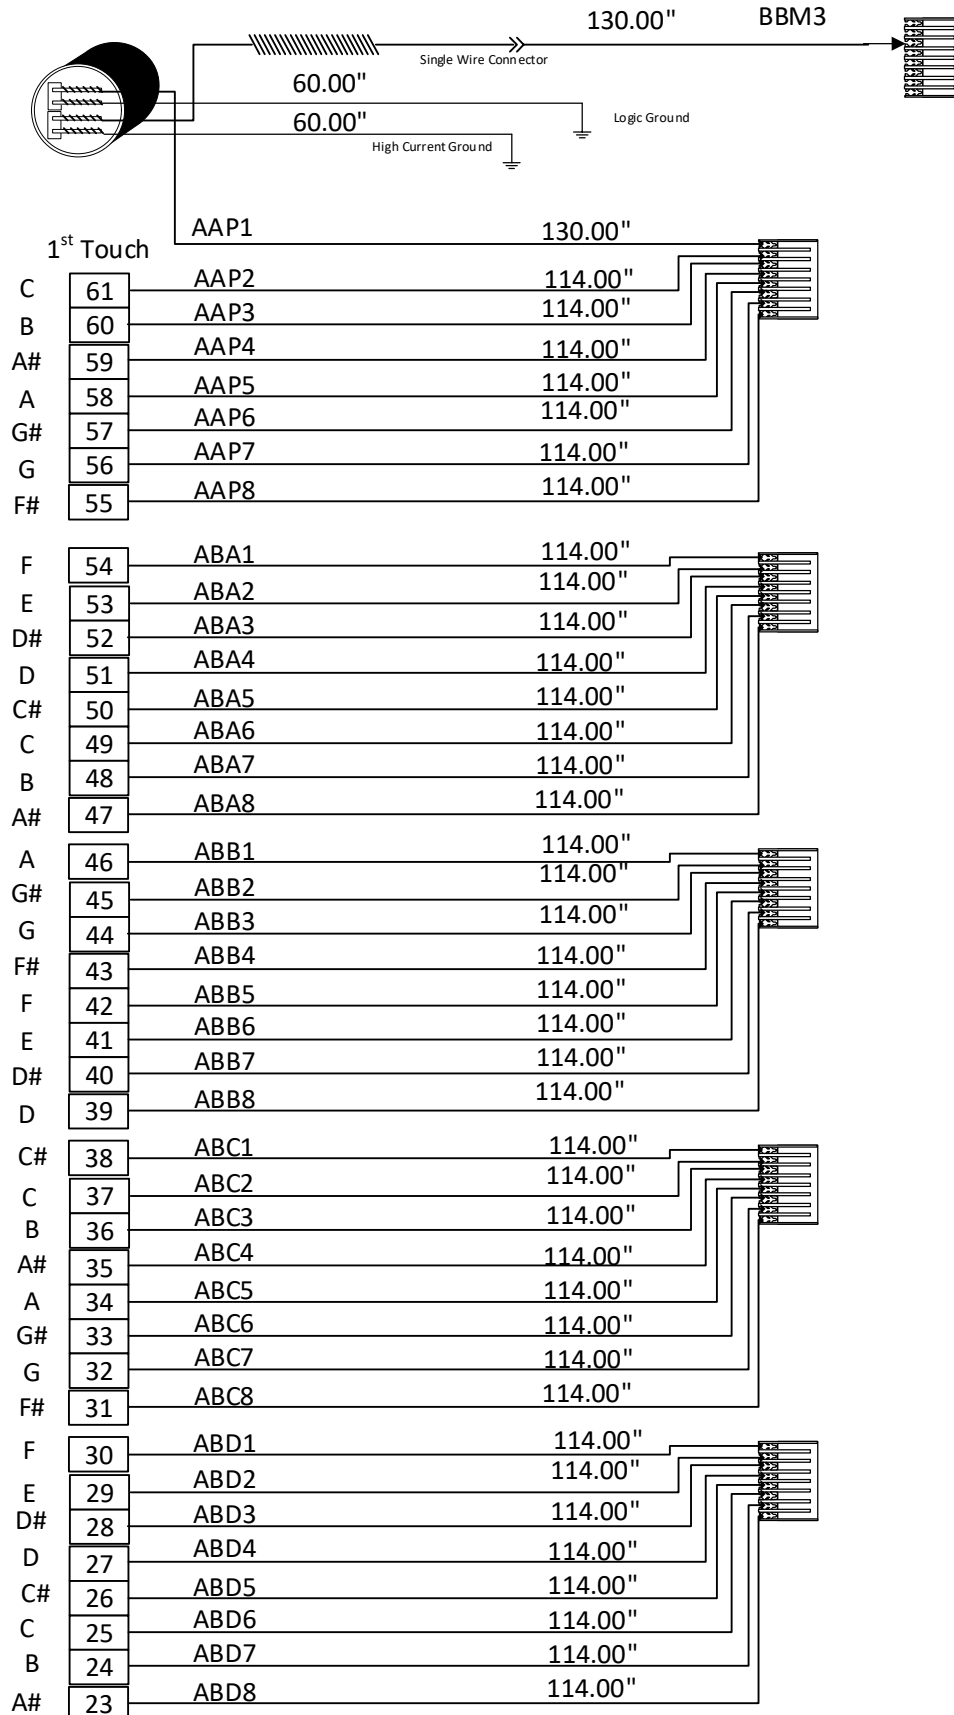 130.00" BBM3
Single Wire Connector
60.00"
Logic Ground
60.00"
High Current Ground
AAP1 130.00"
1st Touch
C 61 AAP2 114.00"
B 60 AAP3 114.00"
A# 59 AAP4 114.00"
A 58 AAP5 114.00"
G# 57 AAP6 114.00"
G 56 AAP7 114.00"
F# 55 AAP8 114.00"
F 54 ABA1 114.00"
E 53 ABA2 114.00"
D# 52 ABA3 114.00"
D 51 ABA4 114.00"
C# 50 ABA5 114.00"
C 49 ABA6 114.00"
B 48 ABA7 114.00"
A# 47 ABA8 114.00"
A 46 ABB1 114.00"
G# 45 ABB2 114.00"
G 44 ABB3 114.00"
F# 43 ABB4 114.00"
F 42 ABB5 114.00"
E 41 ABB6 114.00"
D# 40 ABB7 114.00"
D 39 ABB8 114.00"
C# 38 ABC1 114.00"
C 37 ABC2 114.00"
B 36 ABC3 114.00"
A# 35 ABC4 114.00"
A 34 ABC5 114.00"
G# 33 ABC6 114.00"
G 32 ABC7 114.00"
F# 31 ABC8 114.00"
F 30 ABD1 114.00"
E 29 ABD2 114.00"
D# 28 ABD3 114.00"
D 27 ABD4 114.00"
C# 26 ABD5 114.00"
C 25 ABD6 114.00"
B 24 ABD7 114.00"
A# 23 ABD8 114.00"